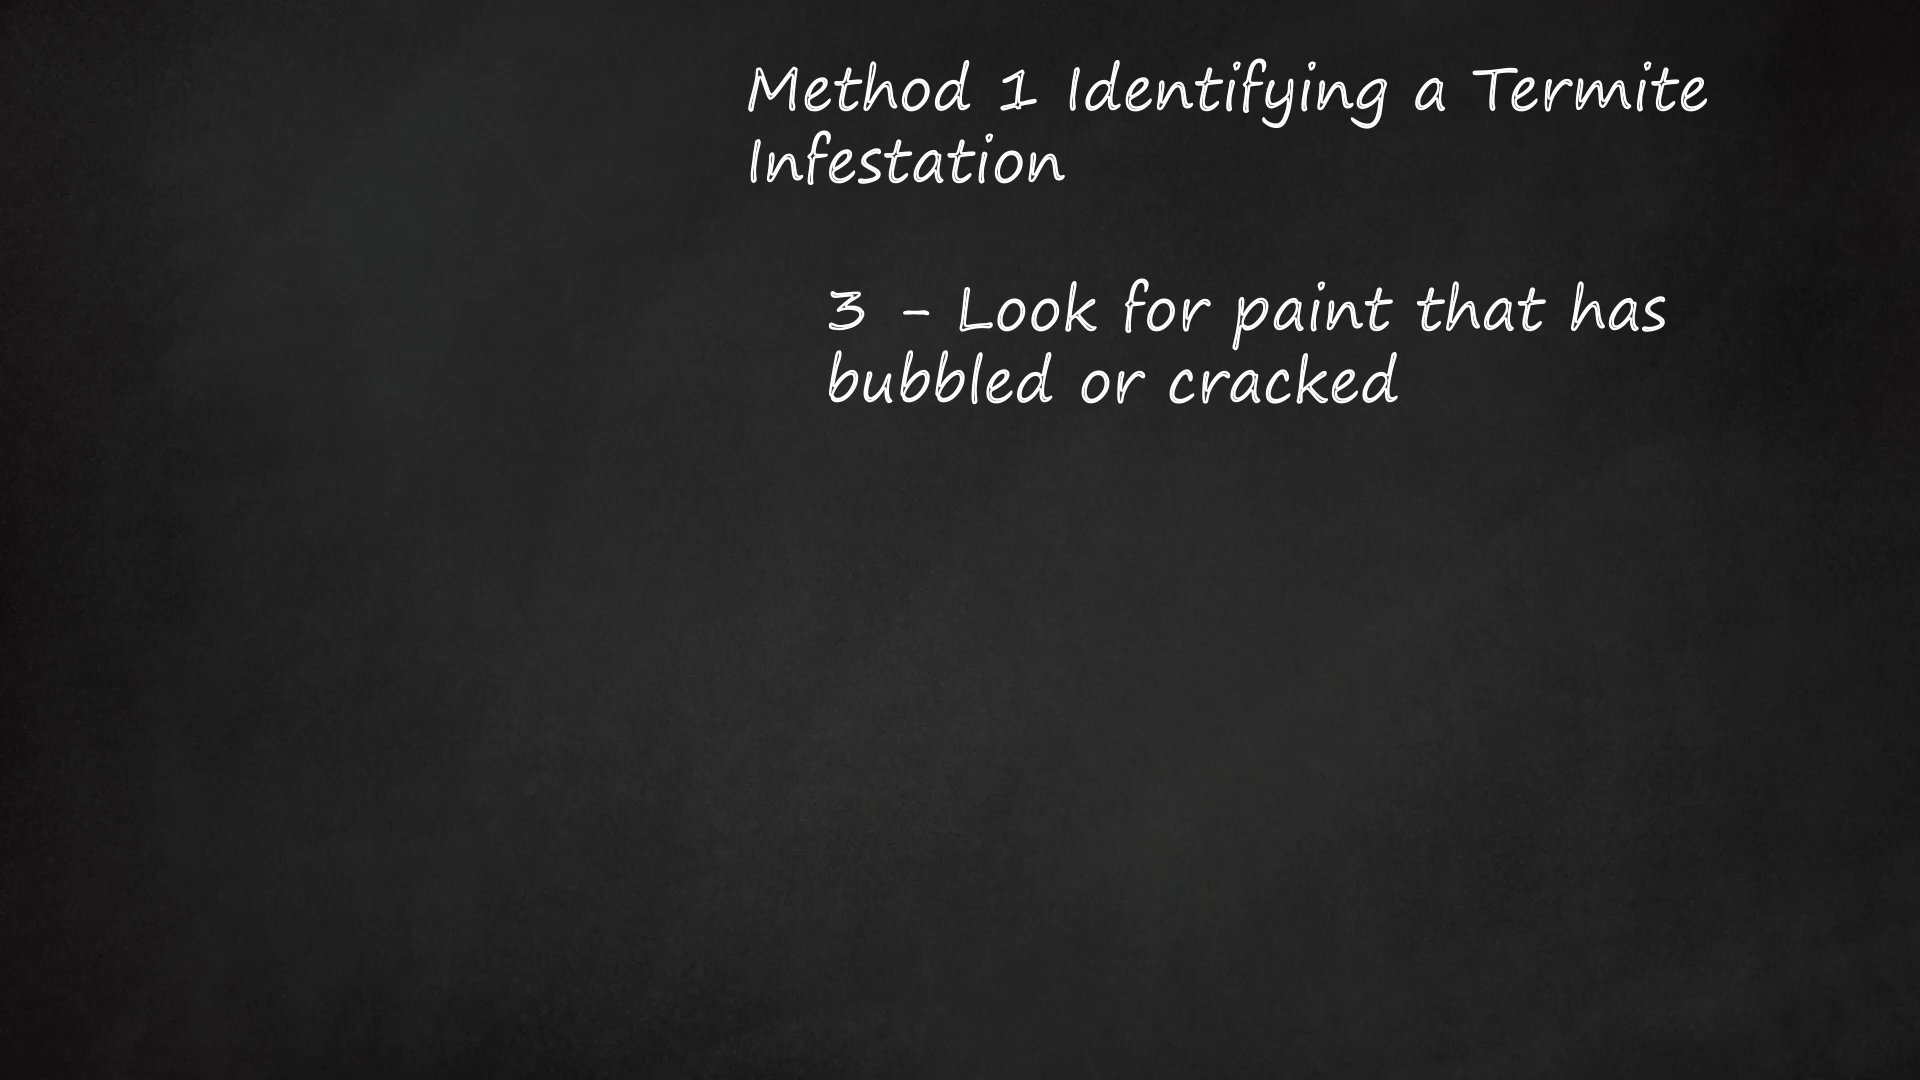 Method 1 Identifying a Termite
Infestation
3 - Look for paint that has
bubbled or cracked